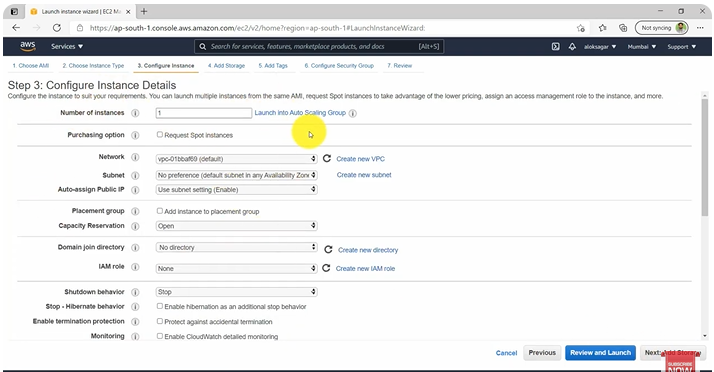 Launch instance wizard | EC2 Ma
https://ap-south-1.console.aws.amazon.com/ec2/v2/home?region=ap-south-1#LaunchInstanceWizard:
Not syncing
aws
Services
Search for services, features, marketplace products, and docs
[Alt+S]
aloksagar
Mumbai
Support
1. Choose AMI
2. Choose Instance Type
3. Configure Instance
4. Add Storage
5. Add Tags
6. Configure Security Group
7. Review
Step 3: Configure Instance Details
Configure the instance to suit your requirements. You can launch multiple instances from the same AMI, request Spot instances to take advantage of the lower pricing, assign an access management role to the instance, and more.
Number of instances
1
Launch into Auto Scaling Group
Purchasing option
Request Spot instances
Network
vpc-01bbaf69 (default)
Create new VPC
Subnet
No preference (default subnet in any Availability Zone
Create new subnet
Auto-assign Public IP
Use subnet setting (Enable)
Placement group
Add instance to placement group
Capacity Reservation
Open
Domain join directory
No directory
Create new directory
IAM role
None
Create new IAM role
Shutdown behavior
Stop
Stop - Hibernate behavior
Enable hibernation as an additional stop behavior
Enable termination protection
Protect against accidental termination
Monitoring
Enable CloudWatch detailed monitoring
Cancel
Previous
Review and Launch
Next: Add Storage
SUBSCRIBE
NOW